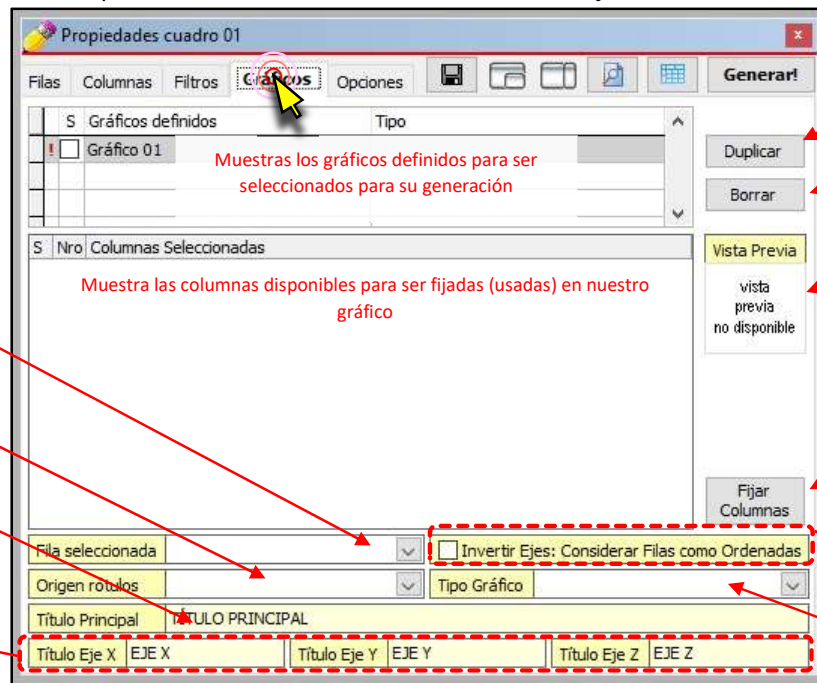 Propiedades cuadro 01
x
Filas Columnas Filtros Gráficos Opciones Generar!
S Gráficos definidos Tipo
! Gráfico 01
Muestras los gráficos definidos para ser
seleccionados para su generación
Duplicar
Borrar
S Nro Columnas Seleccionadas
Muestra las columnas disponibles para ser fijadas (usadas) en nuestro
gráfico
Vista Previa
vista
previa
no disponible
Fijar
Columnas
Fila seleccionada
Invertir Ejes: Considerar Filas como Ordenadas
Origen rótulos
Tipo Gráfico
Título Principal TÍTULO PRINCIPAL
Título Eje X EJE X Título Eje Y EJE Y Título Eje Z EJE Z